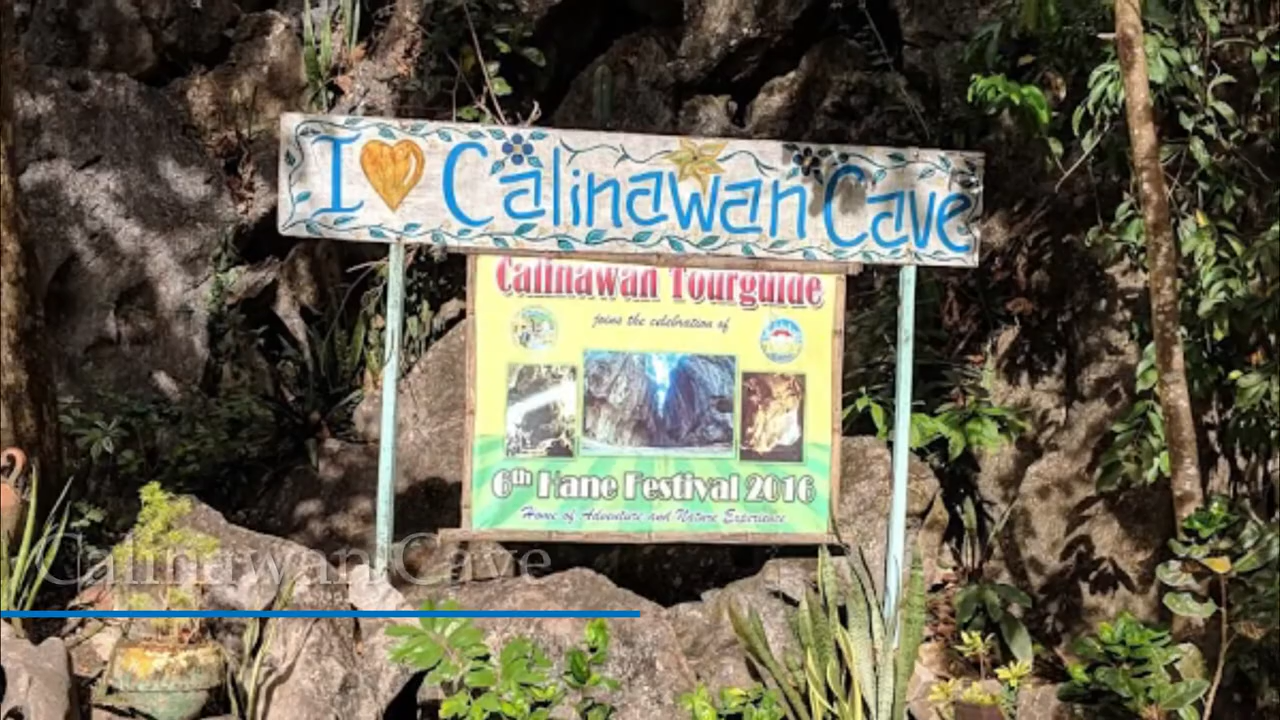 I Calinawan Cave
Calinawan Tourguide
joins the celebration of
6th Hane Festival 2016
Home of Adventure and Nature Experience
Calinawan Cave